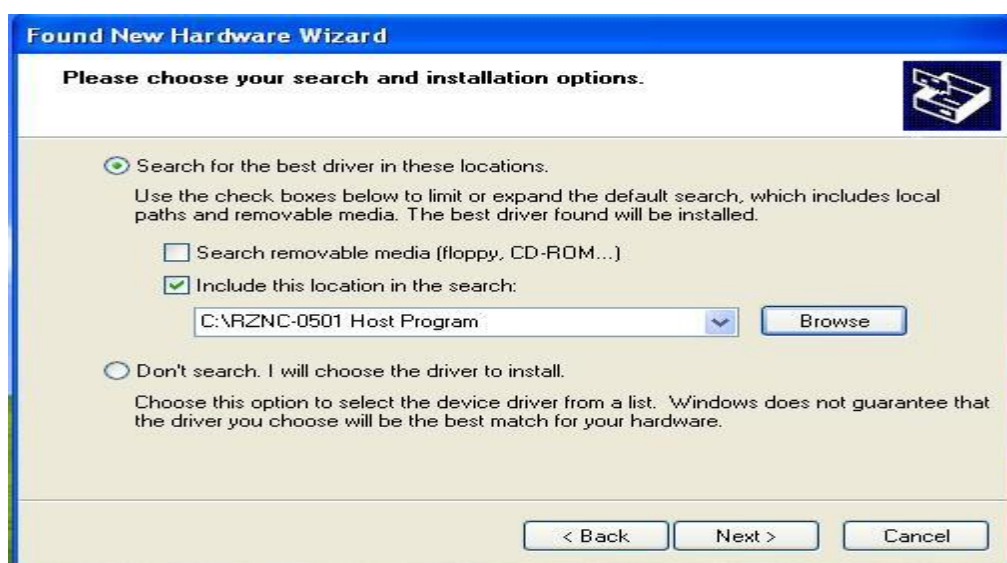 Found New Hardware Wizard
Please choose your search and installation options.
Search for the best driver in these locations.
Use the check boxes below to limit or expand the default search, which includes local
paths and removable media. The best driver found will be installed.
Search removable media (floppy, CD-ROM...)
Include this location in the search:
C:\RZNC-0501 Host Program
Browse
Don't search. I will choose the driver to install.
Choose this option to select the device driver from a list. Windows does not guarantee that
the driver you choose will be the best match for your hardware.
< Back Next > Cancel